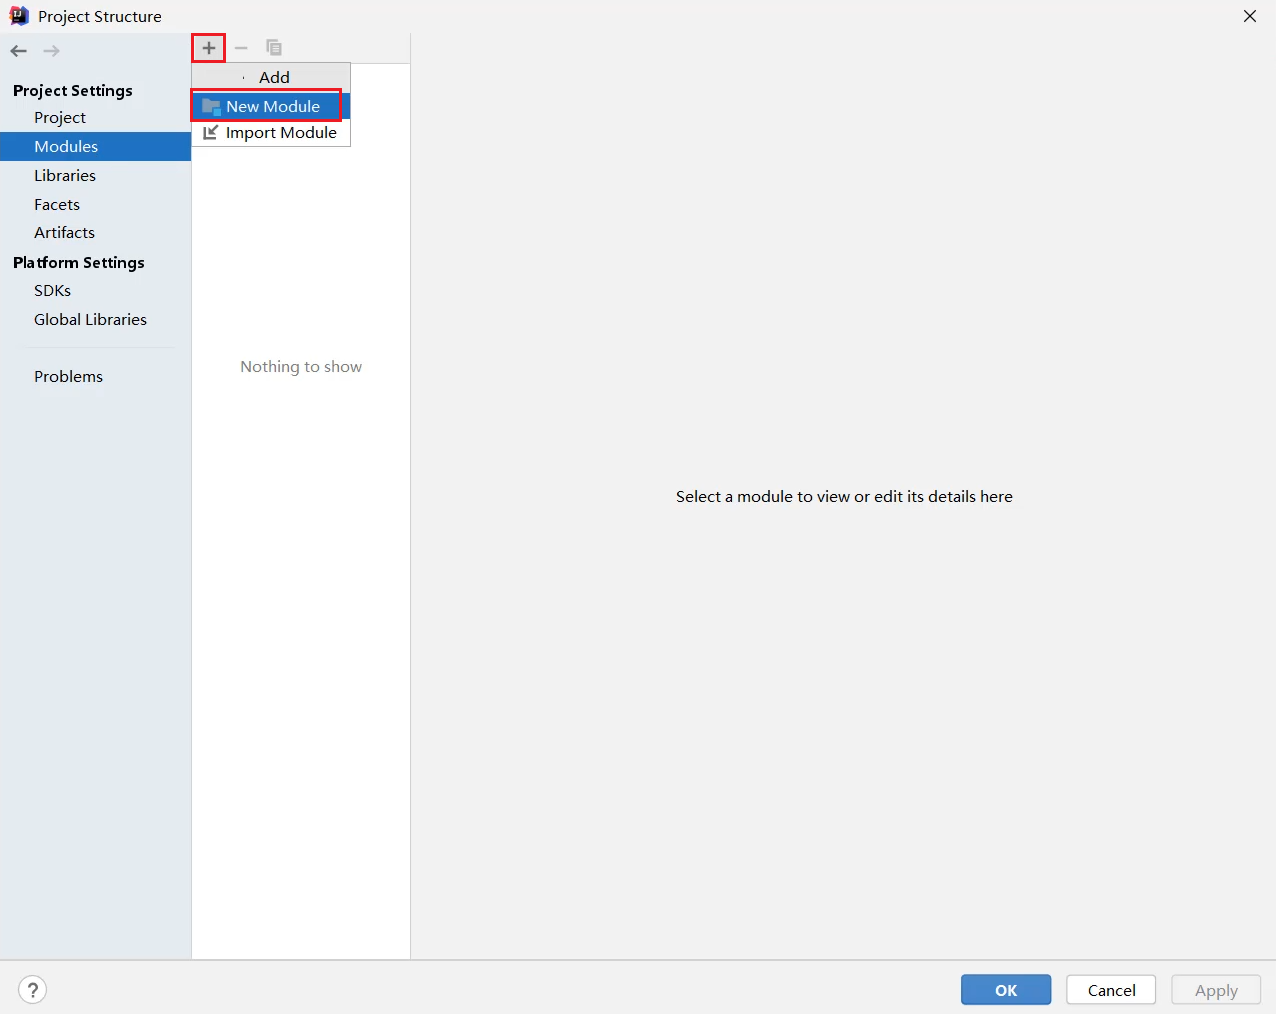 Project Structure
Project Settings
Project
Modules
Libraries
Facets
Artifacts
Platform Settings
SDKs
Global Libraries
Problems
Add
New Module
Import Module
Nothing to show
Select a module to view or edit its details here
?
OK
Cancel
Apply